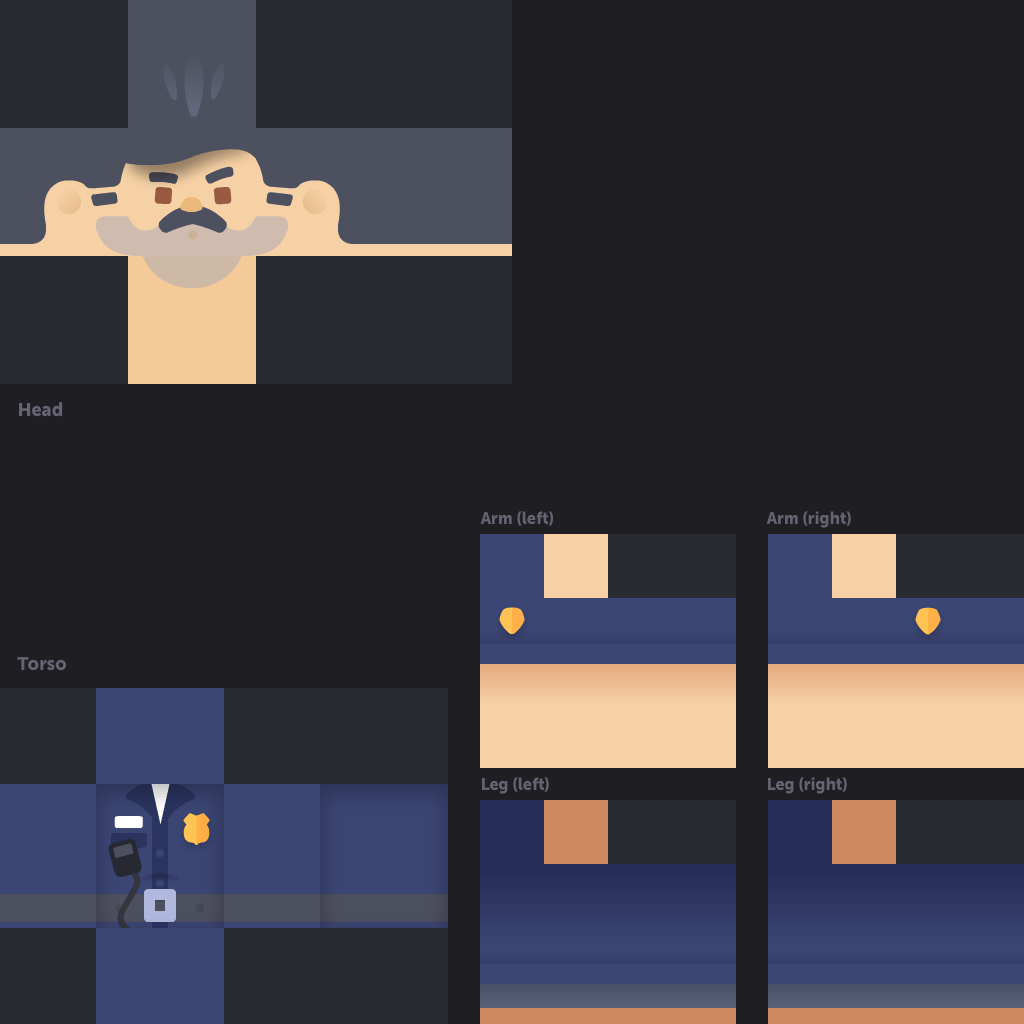 Head
Arm (left)
Arm (right)
Torso
Leg (left)
Leg (right)